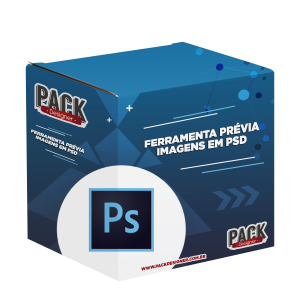 PACK
Designer
FERRAMENTA PRÉVIA
IMAGENS EM PSD
Ps
FERRAMENTA PRÉVIA
IMAGENS EM PSD
PACK
Designer
WWW.PACKDESIGNER.COM.BR